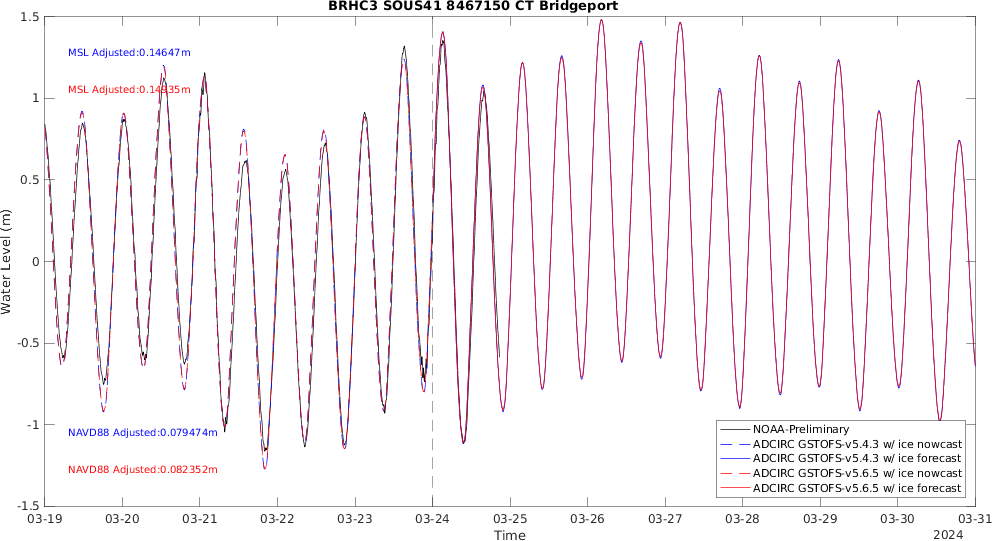 BRHC3 SOUS41 8467150 CT Bridgeport
1.5
1
0.5
0
-0.5
-1
-1.5
Water Level (m)
MSL Adjusted:0.14647m
MSL Adjusted:0.14935m
NAVD88 Adjusted:0.079474m
NAVD88 Adjusted:0.082352m
NOAA-Preliminary
ADCIRC GSTOFS-v5.4.3 w/ ice nowcast
ADCIRC GSTOFS-v5.4.3 w/ ice forecast
ADCIRC GSTOFS-v5.6.5 w/ ice nowcast
ADCIRC GSTOFS-v5.6.5 w/ ice forecast
03-19 03-20 03-21 03-22 03-23 03-24 03-25 03-26 03-27 03-28 03-29 03-30 03-31
Time
2024